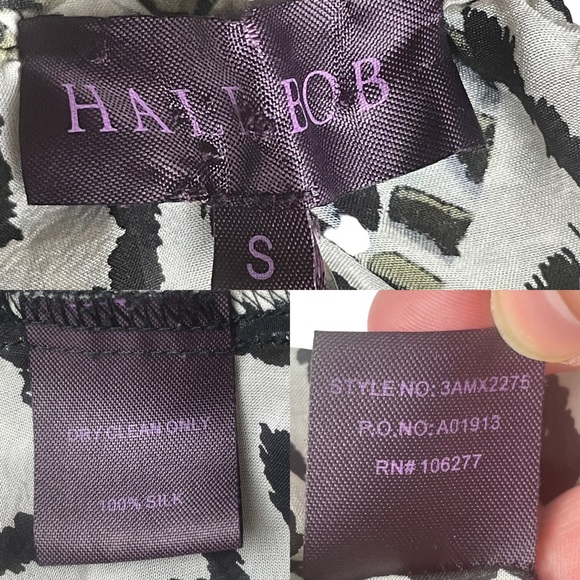 HALE BOB
S
DRY CLEAN ONLY
100% SILK
STYLE NO: 3AMX2275
P.O.NO: A01913
RN# 106277